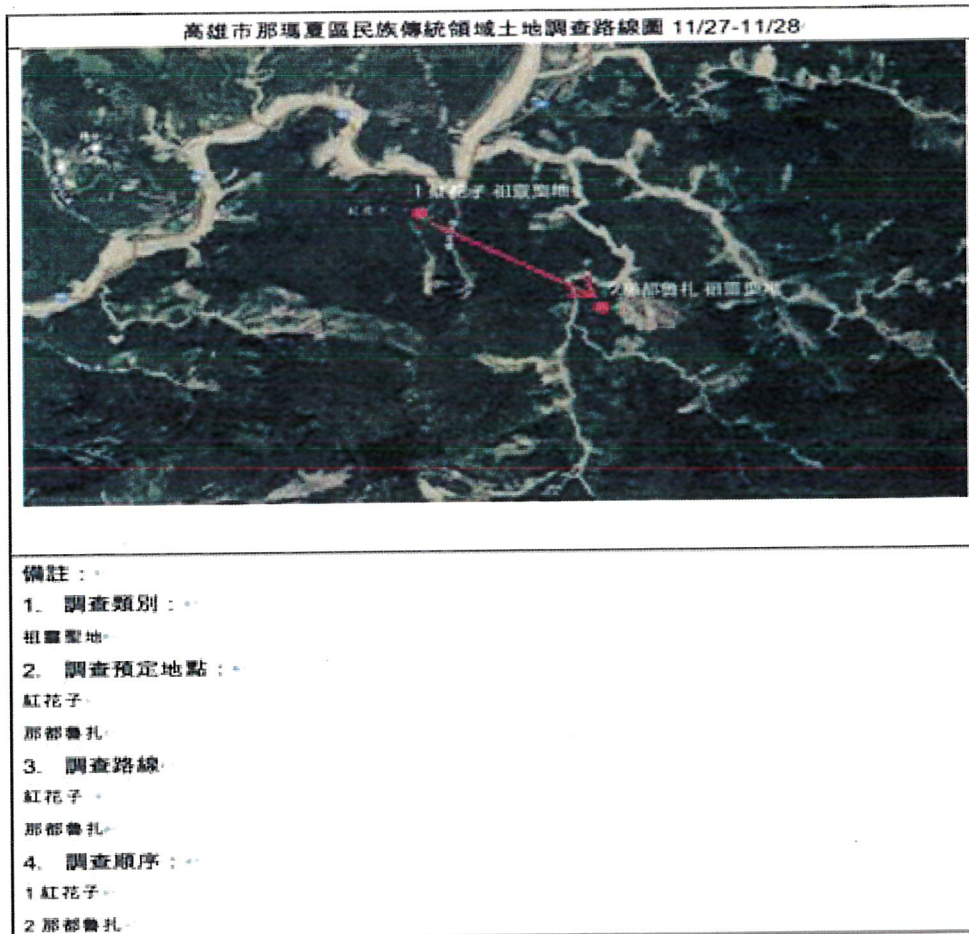 高雄市那瑪夏區民族傳統領域土地調查路線圖 11/27-11/28
1 紅花子 祖靈聖地
紅花子
2 那都魯札 祖靈聖地
備註：
1. 調查類別：
祖靈聖地
2. 調查預定地點：
紅花子
那都魯扎
3. 調查路線
紅花子
那都魯扎
4. 調查順序：
1 紅花子
2 那都魯扎